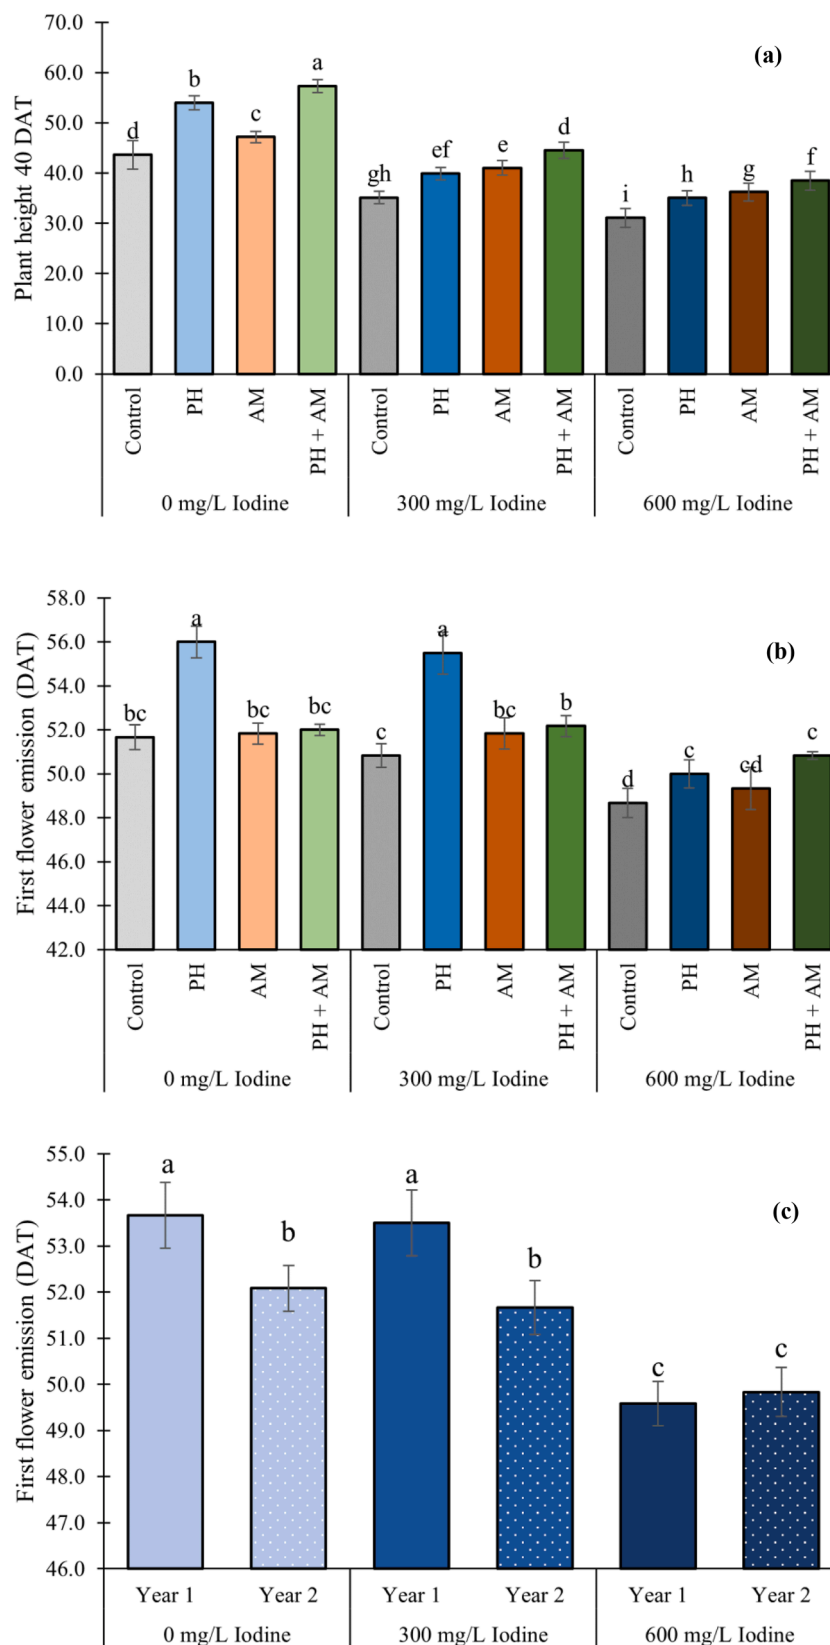 70.0
(a)
a
60.0
b
50.0
c
d
d
Plant height 40 DAT
e
ef
f
40.0
gh
g
h
i
30.0
20.0
10.0
0.0
Control
PH
AM
PH + AM
Control
PH
AM
PH + AM
Control
PH
AM
PH + AM
0 mg/L Iodine
300 mg/L Iodine
600 mg/L Iodine
58.0
a
a
56.0
(b)
First flower emission (DAT)
54.0
bc
bc
bc
bc
b
52.0
c
c
c
50.0
cd
d
48.0
46.0
44.0
42.0
Control
PH
AM
PH + AM
Control
PH
AM
PH + AM
Control
PH
AM
PH + AM
0 mg/L Iodine
300 mg/L Iodine
600 mg/L Iodine
55.0
a
a
54.0
(c)
First flower emission (DAT)
b
53.0
b
52.0
51.0
c
c
50.0
49.0
48.0
47.0
46.0
Year 1
Year 2
Year 1
Year 2
Year 1
Year 2
0 mg/L Iodine
300 mg/L Iodine
600 mg/L Iodine